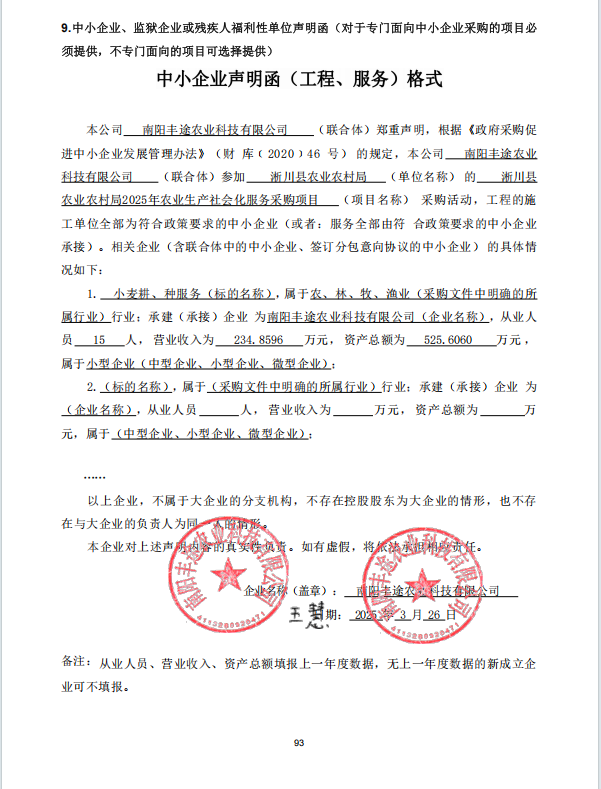 9.中小企业、监狱企业或残疾人福利性单位声明函（对于专门面向中小企业采购的项目必
须提供，不专门面向的项目可选择提供）
中小企业声明函（工程、服务）格式
本公司 南阳丰途农业科技有限公司 （联合体）郑重声明，根据《政府采购促
进中小企业发展管理办法》（财 库﹝2020﹞46 号）的规定，本公司 南阳丰途农业
科技有限公司 （联合体）参加 淅川县农业农村局 （单位名称）的 淅川县
农业农村局2025年农业生产社会化服务采购项目 （项目名称） 采购活动，工程的施
工单位全部为符合政策要求的中小企业（或者：服务全部由符 合政策要求的中小企业
承接）。相关企业（含联合体中的中小企业、签订分包意向协议的中小企业）的具体情
况如下：
1. 小麦耕、种服务（标的名称），属于农、林、牧、渔业（采购文件中明确的所
属行业）行业；承建（承接）企业 为南阳丰途农业科技有限公司（企业名称），从业人
员 15 人，营业收入为 234.8596 万元，资产总额为 525.6060 万元，
属于小型企业（中型企业、小型企业、微型企业）；
2.（标的名称），属于（采购文件中明确的所属行业）行业；承建（承接）企业 为
（企业名称），从业人员 人，营业收入为 万元，资产总额为 万
元，属于（中型企业、小型企业、微型企业）；
……
以上企业，不属于大企业的分支机构，不存在控股股东为大企业的情形，也不存
在与大企业的负责人为同一人的情形。
本企业对上述声明内容的真实性负责。如有虚假，将依法承担相应责任。
企业名称（盖章）： 南阳丰途农业科技有限公司
王慧 日期： 2025 年 3 月 26 日
南阳丰途农业科技有限公司
4113280920471
南阳丰途农业科技有限公司
4113280920471
备注：从业人员、营业收入、资产总额填报上一年度数据，无上一年度数据的新成立企
业可不填报。
93